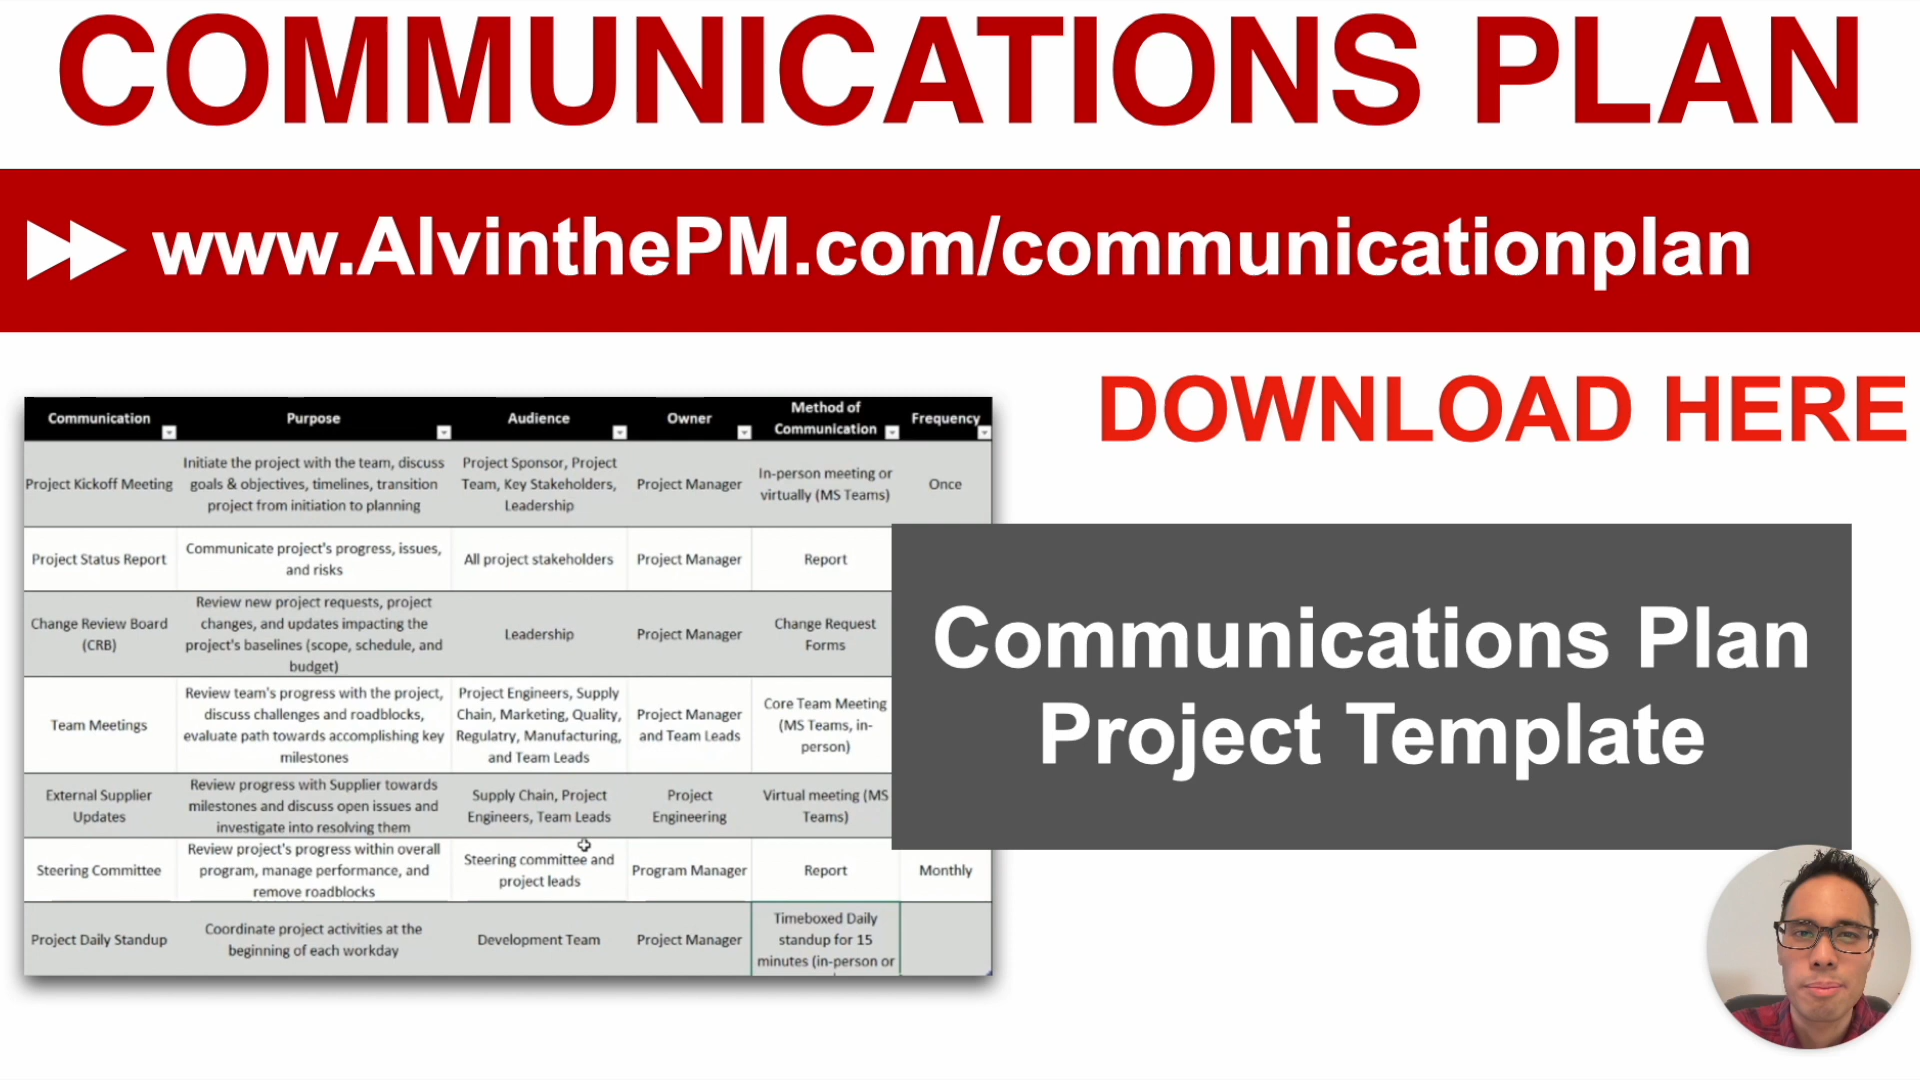 COMMUNICATIONS PLAN
www.AlvinthePM.com/communicationplan
DOWNLOAD HERE
Communication
Purpose
Audience
Owner
Method of
Communication
Frequency
Project Kickoff Meeting
Initiate the project with the team, discuss
goals & objectives, timelines, transition
project from initiation to planning
Project Sponsor, Project
Team, Key Stakeholders,
Leadership
Project Manager
In-person meeting or
virtually (MS Teams)
Once
Project Status Report
Communicate project's progress, issues,
and risks
All project stakeholders
Project Manager
Report
Change Review Board
(CRB)
Review new project requests, project
changes, and updates impacting the
project's baselines (scope, schedule, and
budget)
Leadership
Project Manager
Change Request
Forms
Team Meetings
Review team's progress with the project,
discuss challenges and roadblocks,
evaluate path towards accomplishing key
milestones
Project Engineers, Supply
Chain, Marketing, Quality,
Regulatry, Manufacturing,
and Team Leads
Project Manager
and Team Leads
Core Team Meeting
(MS Teams, in-
person)
External Supplier
Updates
Review progress with Supplier towards
milestones and discuss open issues and
investigate into resolving them
Supply Chain, Project
Engineers, Team Leads
Project
Engineering
Virtual meeting (MS
Teams)
Steering Committee
Review project's progress within overall
program, manage performance, and
remove roadblocks
Steering committee and
project leads
Program Manager
Report
Monthly
Project Daily Standup
Coordinate project activities at the
beginning of each workday
Development Team
Project Manager
Timeboxed Daily
standup for 15
minutes (in-person or
Communications Plan
Project Template